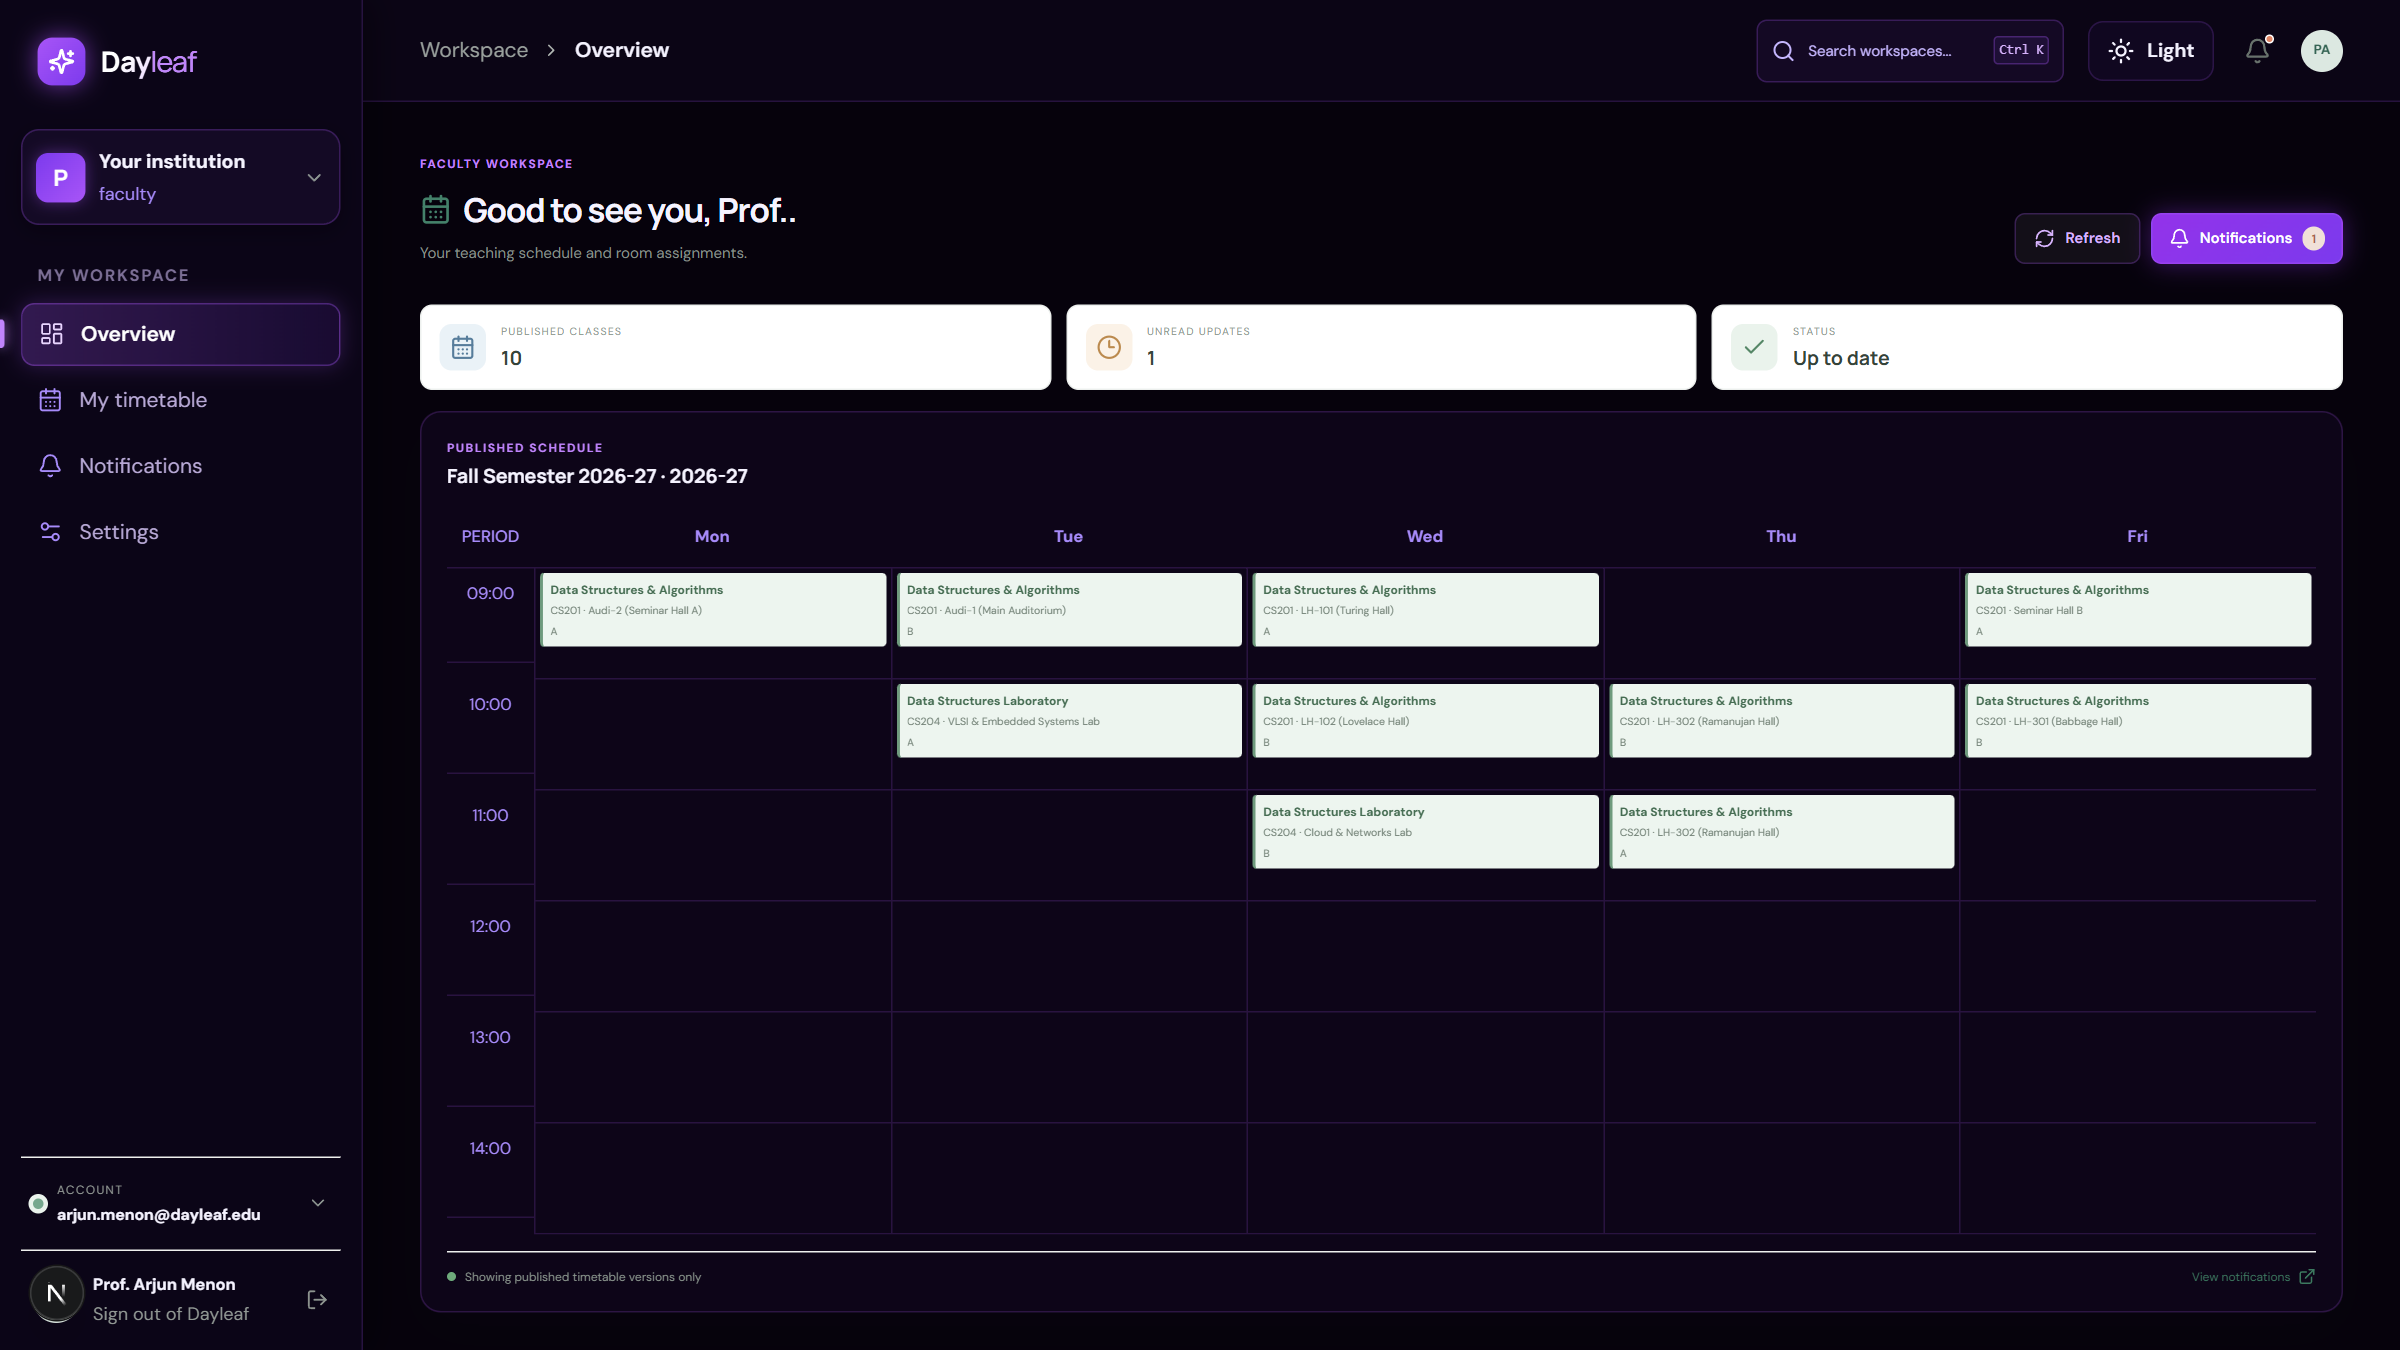 Dayleaf
P
Your institution
faculty
MY WORKSPACE
Overview
My timetable
Notifications
Settings
ACCOUNT
arjun.menon@dayleaf.edu
N
Prof. Arjun Menon
Sign out of Dayleaf
Workspace > Overview
Search workspaces... Ctrl K
Light
PA
FACULTY WORKSPACE
Good to see you, Prof..
Your teaching schedule and room assignments.
Refresh
Notifications 1
PUBLISHED CLASSES
10
UNREAD UPDATES
1
STATUS
Up to date
PUBLISHED SCHEDULE
Fall Semester 2026-27 · 2026-27
PERIOD Mon Tue Wed Thu Fri
09:00
Data Structures & Algorithms
CS201 · Audi-2 (Seminar Hall A)
A
Data Structures & Algorithms
CS201 · Audi-1 (Main Auditorium)
B
Data Structures & Algorithms
CS201 · LH-101 (Turing Hall)
A
Data Structures & Algorithms
CS201 · Seminar Hall B
A
10:00
Data Structures Laboratory
CS204 · VLSI & Embedded Systems Lab
A
Data Structures & Algorithms
CS201 · LH-102 (Lovelace Hall)
B
Data Structures & Algorithms
CS201 · LH-302 (Ramanujan Hall)
B
Data Structures & Algorithms
CS201 · LH-301 (Babbage Hall)
B
11:00
Data Structures Laboratory
CS204 · Cloud & Networks Lab
B
Data Structures & Algorithms
CS201 · LH-302 (Ramanujan Hall)
A
12:00
13:00
14:00
Showing published timetable versions only
View notifications